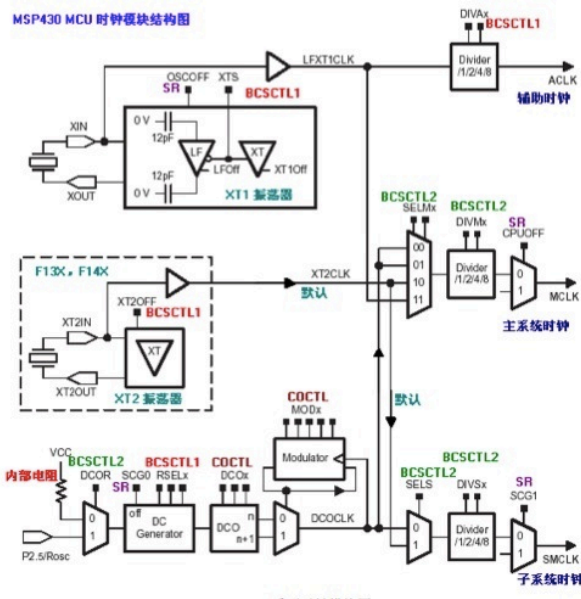 MSP430 MCU 时钟模块结构图
DIVAx
BCSCTL1
LFXT1CLK
Divider
/1/2/4/8
ACLK
辅助时钟
OSCOFF XTS
SR
BCSCTL1
XIN
0 V
12pF
LF
XT
LFOff
XT1Off
12pF
0 V
XOUT
XT1 振荡器
BCSCTL2
SELMx
BCSCTL2
DIVMx
SR
CPUOFF
00
01
10
11
Divider
/1/2/4/8
0
1
MCLK
主系统时钟
F13X, F14X
XT2CLK
默认
XT2OFF
BCSCTL1
XT2IN
XT
XT2OUT
XT2 振荡器
默认
COCTL
MODx
Modulator
VCC
内部电阻
BCSCTL2
DCOR
SR
SCG0
BCSCTL1
RSELx
COCTL
DCOx
0
1
off
DC
Generator
DCO
n
n+1
0
1
DCOCLK
P2.5/Rosc
BCSCTL2
SELS
BCSCTL2
DIVSx
SR
SCG1
0
1
Divider
/1/2/4/8
0
1
SMCLK
子系统时钟